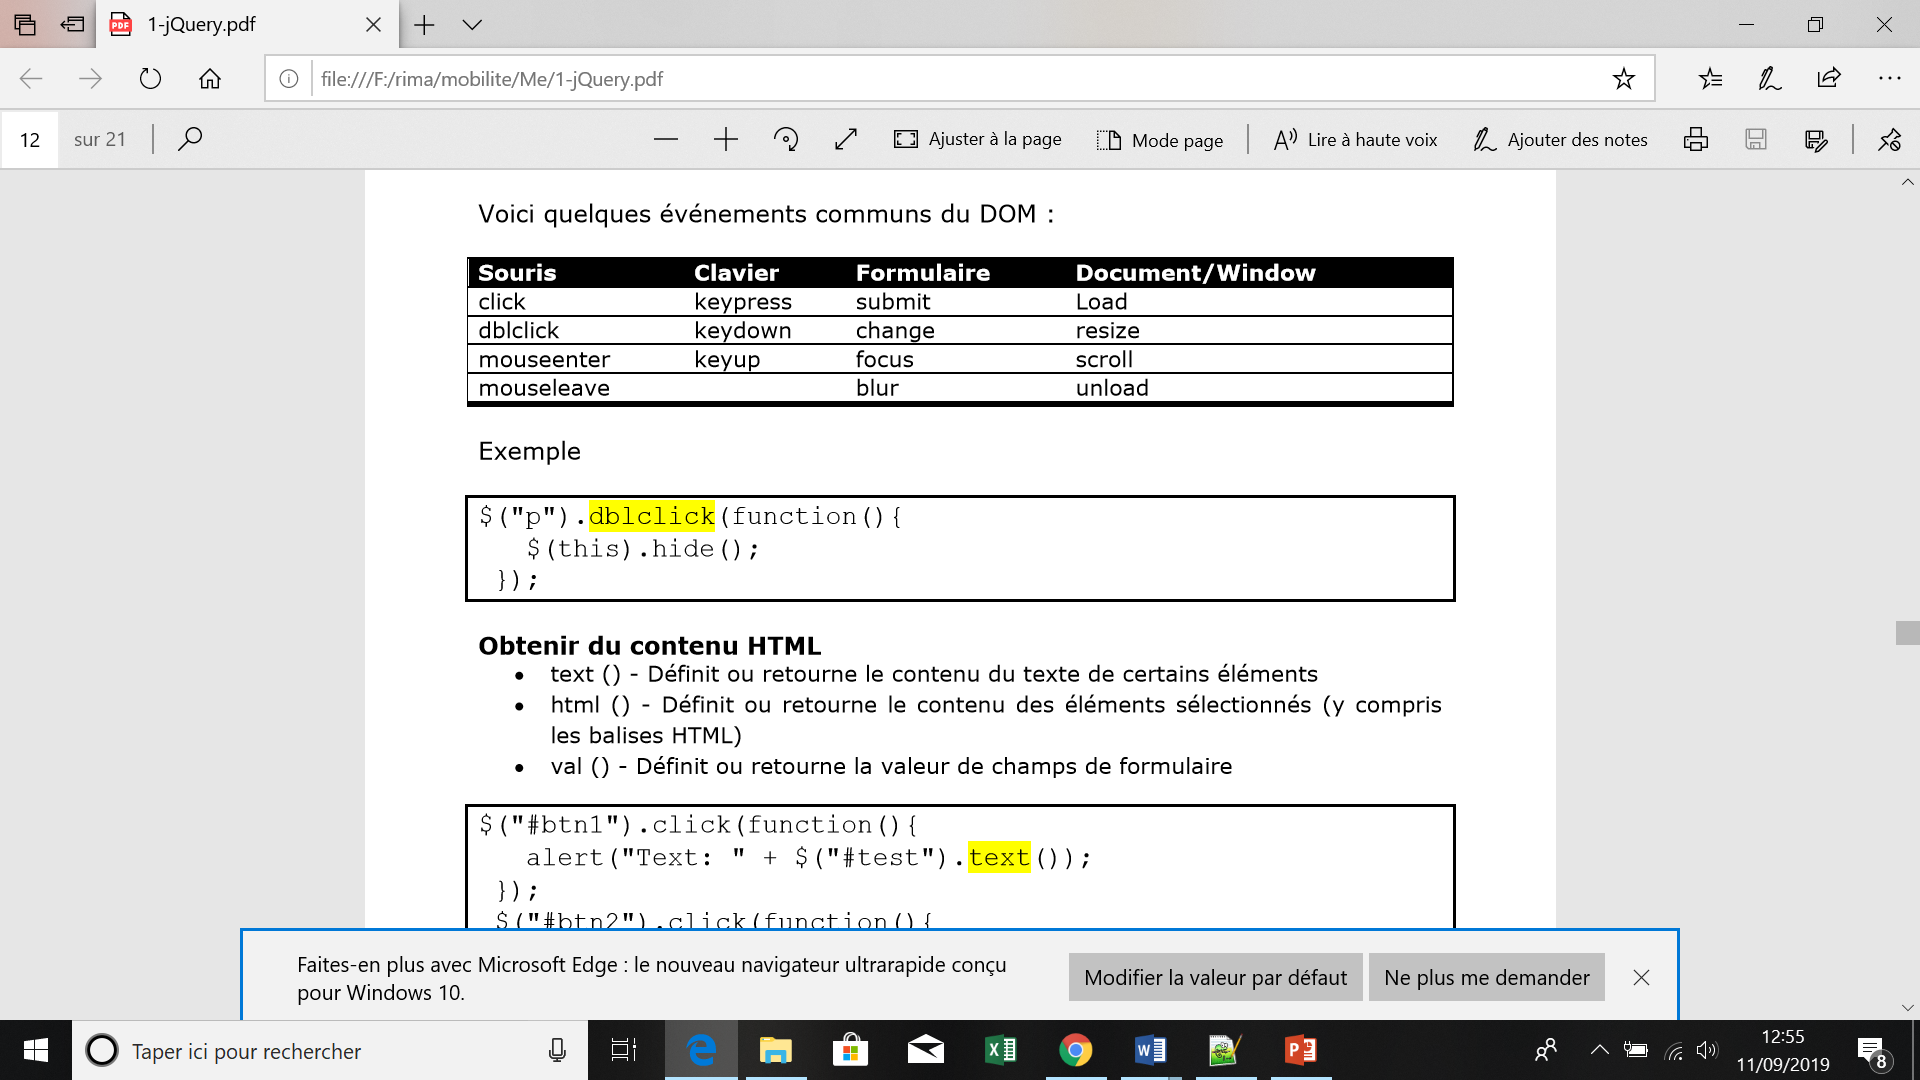 1-jQuery.pdf
file:///F:/rima/mobilite/Me/1-jQuery.pdf
12 sur 21 Ajuster à la page Mode page Lire à haute voix Ajouter des notes
Voici quelques événements communs du DOM :
Souris Clavier Formulaire Document/Window
click keypress submit Load
dblclick keydown change resize
mouseenter keyup focus scroll
mouseleave blur unload
Exemple
$("p").dblclick(function(){
$(this).hide();
});
Obtenir du contenu HTML
• text () - Définit ou retourne le contenu du texte de certains éléments
• html () - Définit ou retourne le contenu des éléments sélectionnés (y compris
les balises HTML)
• val () - Définit ou retourne la valeur de champs de formulaire
$("#btn1").click(function(){
alert("Text: " + $("#test").text());
});
$("#btn2").click(function(){
Faites-en plus avec Microsoft Edge : le nouveau navigateur ultrarapide conçu
pour Windows 10.
Modifier la valeur par défaut Ne plus me demander
Taper ici pour rechercher
12:55
11/09/2019
8